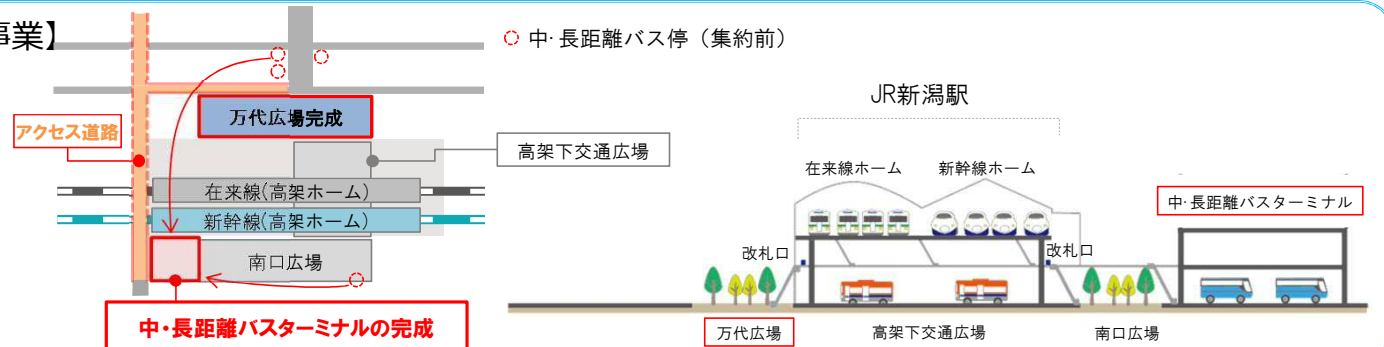 事業】
中・長距離バス停（集約前）
万代広場完成
アクセス道路
高架下交通広場
在来線(高架ホーム)
新幹線(高架ホーム)
南口広場
中・長距離バスターミナルの完成
JR新潟駅
在来線ホーム
新幹線ホーム
中・長距離バスターミナル
改札口
改札口
万代広場
高架下交通広場
南口広場